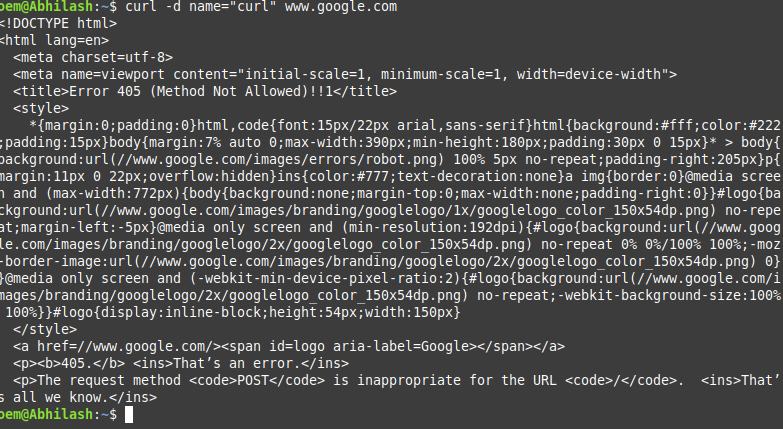 oem@Abhilash:~$ curl -d name="curl" www.google.com
<!DOCTYPE html>
<html lang=en>
  <meta charset=utf-8>
  <meta name=viewport content="initial-scale=1, minimum-scale=1, width=device-width">
  <title>Error 405 (Method Not Allowed)!!1</title>
  <style>
    *{margin:0;padding:0}html,code{font:15px/22px arial,sans-serif}html{background:#fff;color:#222
;padding:15px}body{margin:7% auto 0;max-width:390px;min-height:180px;padding:30px 0 15px}* > body{
background:url(//www.google.com/images/errors/robot.png) 100% 5px no-repeat;padding-right:205px}p{
margin:11px 0 22px;overflow:hidden}ins{color:#777;text-decoration:none}a img{border:0}@media scree
n and (max-width:772px){body{background:none;margin-top:0;max-width:none;padding-right:0}}#logo{ba
ckground:url(//www.google.com/images/branding/googlelogo/1x/googlelogo_color_150x54dp.png) no-repe
at;margin-left:-5px}@media only screen and (min-resolution:192dpi){#logo{background:url(//www.goog
le.com/images/branding/googlelogo/2x/googlelogo_color_150x54dp.png) no-repeat 0% 0%/100% 100%;-moz
-border-image:url(//www.google.com/images/branding/googlelogo/2x/googlelogo_color_150x54dp.png) 0}
}@media only screen and (-webkit-min-device-pixel-ratio:2){#logo{background:url(//www.google.com/i
mages/branding/googlelogo/2x/googlelogo_color_150x54dp.png) no-repeat;-webkit-background-size:100%
 100%}}#logo{display:inline-block;height:54px;width:150px}
  </style>
  <a href=//www.google.com/><span id=logo aria-label=Google></span></a>
  <p><b>405.</b> <ins>That’s an error.</ins>
  <p>The request method <code>POST</code> is inappropriate for the URL <code>/</code>.  <ins>That’
s all we know.</ins>
oem@Abhilash:~$